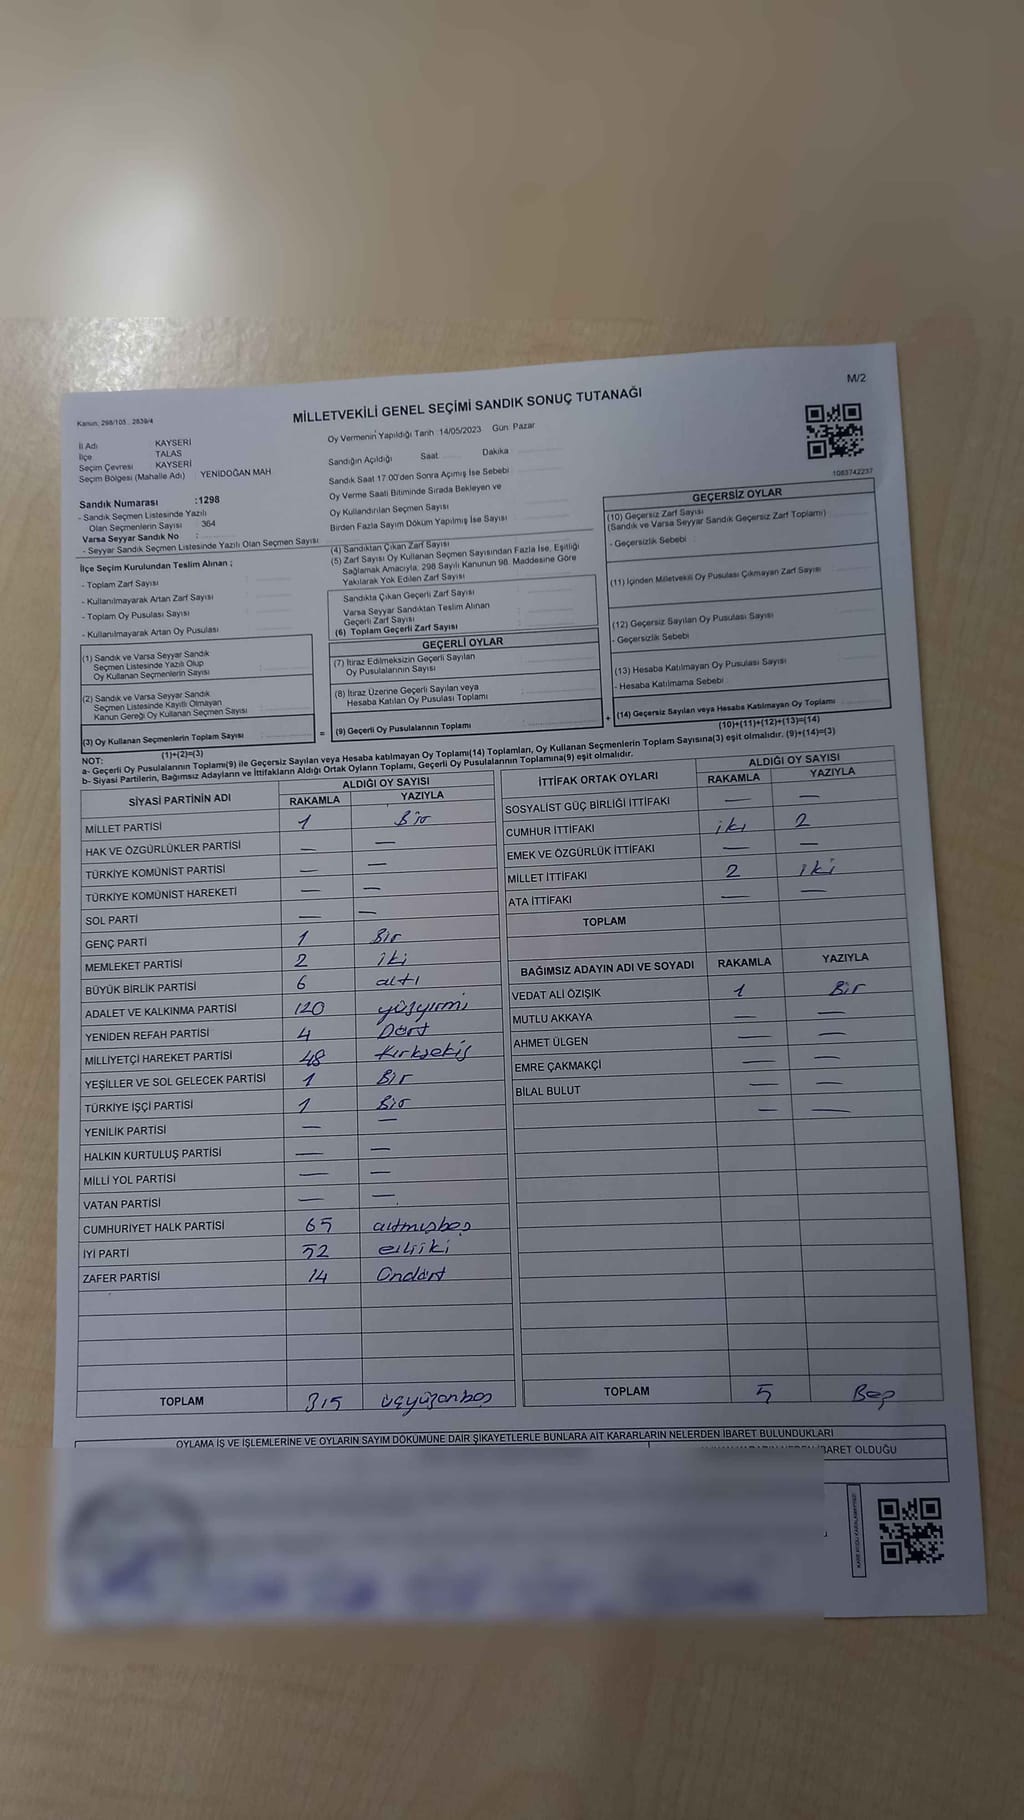 Kanun: 298/105 2839/4
M/2
MİLLETVEKİLİ GENEL SEÇİMİ SANDIK SONUÇ TUTANAĞI
İl Adı KAYSERİ
İlçe TALAS
Seçim Çevresi KAYSERİ
Seçim Bölgesi (Mahalle Adı) YENİDOĞAN MAH
Sandık Numarası :1298
- Sandık Seçmen Listesinde Yazılı
Olan Seçmenlerin Sayısı : 364
Varsa Seyyar Sandık No :
- Seyyar Sandık Seçmen Listesinde Yazılı Olan Seçmen Sayısı
Oy Vermenin Yapıldığı Tarih 14/05/2023 Gün Pazar
Sandığın Açıldığı Saat Dakika
Sandık Saat 17:00'den Sonra Açımış İse Sebebi
Oy Verme Saati Bitiminde Sırada Bekleyen ve
Oy Kullandırılan Seçmen Sayısı
Birden Fazla Sayım Döküm Yapılmış İse Sayısı
1083742237
İlçe Seçim Kurulundan Teslim Alınan ;
- Toplam Zarf Sayısı
- Kullanılmayarak Artan Zarf Sayısı
- Toplam Oy Pusulası Sayısı
- Kullanılmayarak Artan Oy Pusulası
(1) Sandık ve Varsa Seyyar Sandık
Seçmen Listesinde Yazılı Olup
Oy Kullanan Seçmenlerin Sayısı
(2) Sandık ve Varsa Seyyar Sandık
Seçmen Listesinde Kayıtlı Olmayan
Kanun Gereği Oy Kullanan Seçmen Sayısı
(3) Oy Kullanan Seçmenlerin Toplam Sayısı
(1)+(2)=(3)
(4) Sandıktan Çıkan Zarf Sayısı
(5) Zarf Sayısı Oy Kullanan Seçmen Sayısından Fazla İse, Eşitliği
Sağlamak Amacıyla, 298 Sayılı Kanunun 98. Maddesine Göre
Yakılarak Yok Edilen Zarf Sayısı
Sandıkta Çıkan Geçerli Zarf Sayısı
Varsa Seyyar Sandıktan Teslim Alınan
Geçerli Zarf Sayısı
(6) Toplam Geçerli Zarf Sayısı
GEÇERLİ OYLAR
(7) İtiraz Edilmeksizin Geçerli Sayılan
Oy Pusulalarının Sayısı
(8) İtiraz Üzerine Geçerli Sayılan veya
Hesaba Katılan Oy Pusulası Toplamı
= (9) Geçerli Oy Pusulalarının Toplamı +
GEÇERSİZ OYLAR
(10) Geçersiz Zarf Sayısı
(Sandık ve Varsa Seyyar Sandık Geçersiz Zarf Toplamı)
- Geçersizlik Sebebi
(11) İçinden Milletvekili Oy Pusulası Çıkmayan Zarf Sayısı
(12) Geçersiz Sayılan Oy Pusulası Sayısı
- Geçersizlik Sebebi
(13) Hesaba Katılmayan Oy Pusulası Sayısı
- Hesaba Katılmama Sebebi
(14) Geçersiz Sayılan veya Hesaba Katılmayan Oy Toplamı
(10)+(11)+(12)+(13)=(14)
NOT:
a- Geçerli Oy Pusulalarının Toplamı(9) ile Geçersiz Sayılan veya Hesaba katılmayan Oy Toplamı(14) Toplamları, Oy Kullanan Seçmenlerin Toplam Sayısına(3) eşit olmalıdır. (9)+(14)=(3)
b- Siyasi Partilerin, Bağımsız Adayların ve İttifakların Aldığı Ortak Oyların Toplamı, Geçerli Oy Pusulalarının Toplamına(9) eşit olmalıdır.
SİYASİ PARTİNİN ADI ALDIĞI OY SAYISI
RAKAMLA YAZIYLA
MİLLET PARTİSİ 1 Bir
HAK VE ÖZGÜRLÜKLER PARTİSİ — —
TÜRKİYE KOMÜNİST PARTİSİ — —
TÜRKİYE KOMÜNİST HAREKETİ — —
SOL PARTİ — —
GENÇ PARTİ 1 Bir
MEMLEKET PARTİSİ 2 iki
BÜYÜK BİRLİK PARTİSİ 6 altı
ADALET VE KALKINMA PARTİSİ 120 yüzyirmi
YENİDEN REFAH PARTİSİ 4 Dört
MİLLİYETÇİ HAREKET PARTİSİ 48 Kırksekiz
YEŞİLLER VE SOL GELECEK PARTİSİ 1 Bir
TÜRKİYE İŞÇİ PARTİSİ 1 Bir
YENİLİK PARTİSİ — —
HALKIN KURTULUŞ PARTİSİ — —
MİLLİ YOL PARTİSİ — —
VATAN PARTİSİ — —
CUMHURİYET HALK PARTİSİ 65 altmışbeş
İYİ PARTİ 52 elliiki
ZAFER PARTİSİ 14 Ondört
TOPLAM 315 üçyüzonbeş
İTTİFAK ORTAK OYLARI ALDIĞI OY SAYISI
RAKAMLA YAZIYLA
SOSYALİST GÜÇ BİRLİĞİ İTTİFAKI — —
CUMHUR İTTİFAKI iki 2
EMEK VE ÖZGÜRLÜK İTTİFAKI — —
MİLLET İTTİFAKI 2 iki
ATA İTTİFAKI — —
TOPLAM
BAĞIMSIZ ADAYIN ADI VE SOYADI RAKAMLA YAZIYLA
VEDAT ALİ ÖZIŞIK 1 Bir
MUTLU AKKAYA — —
AHMET ÜLGEN — —
EMRE ÇAKMAKÇİ — —
BİLAL BULUT — —
— —
TOPLAM 5 Beş
OYLAMA İŞ VE İŞLEMLERİNE VE OYLARIN SAYIM DÖKÜMÜNE DAİR ŞİKAYETLERLE BUNLARA AİT KARARLARIN NELERDEN İBARET BULUNDUKLARI
İBARET OLDUĞU